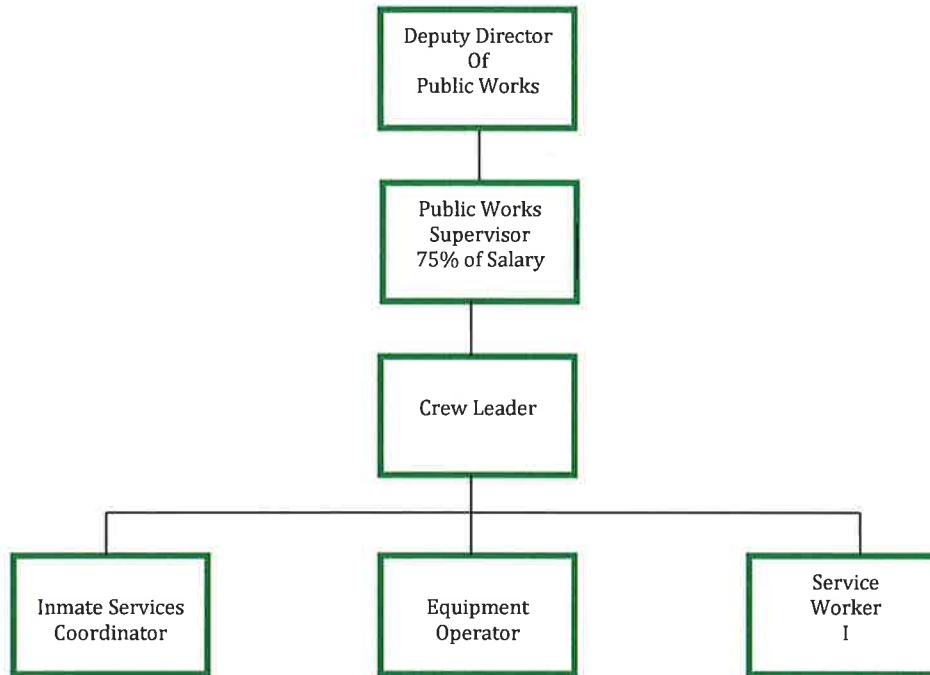 Deputy Director
Of
Public Works
Public Works
Supervisor
75% of Salary
Crew Leader
Inmate Services
Coordinator
Equipment
Operator
Service
Worker
I